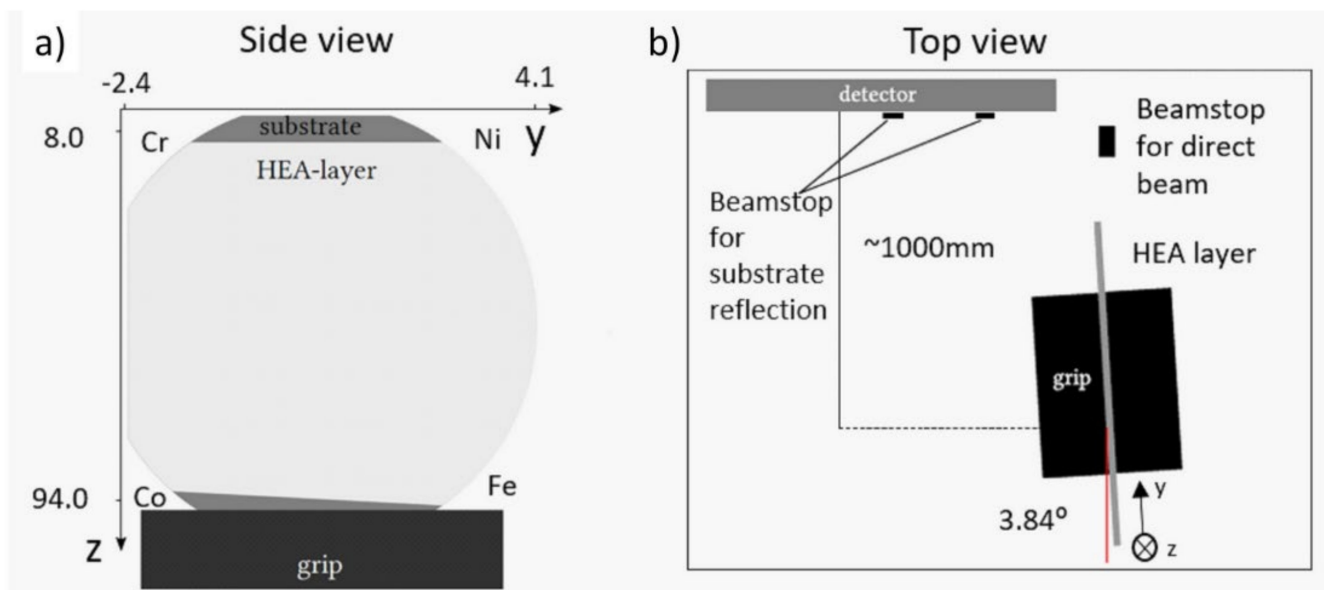 a)
Side view
-2.4
4.1
8.0
Cr
substrate
Ni
y
HEA-layer
94.0
Co
Fe
z
grip
b)
Top view
detector
Beamstop
for direct
beam
Beamstop
for
substrate
reflection
~1000mm
HEA layer
grip
3.84º
y
z